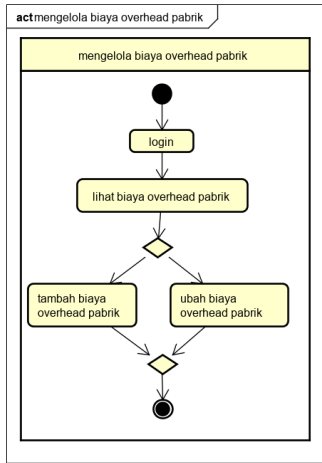 act mengelola biaya overhead pabrik
mengelola biaya overhead pabrik
login
lihat biaya overhead pabrik
tambah biaya
overhead pabrik
ubah biaya
overhead pabrik